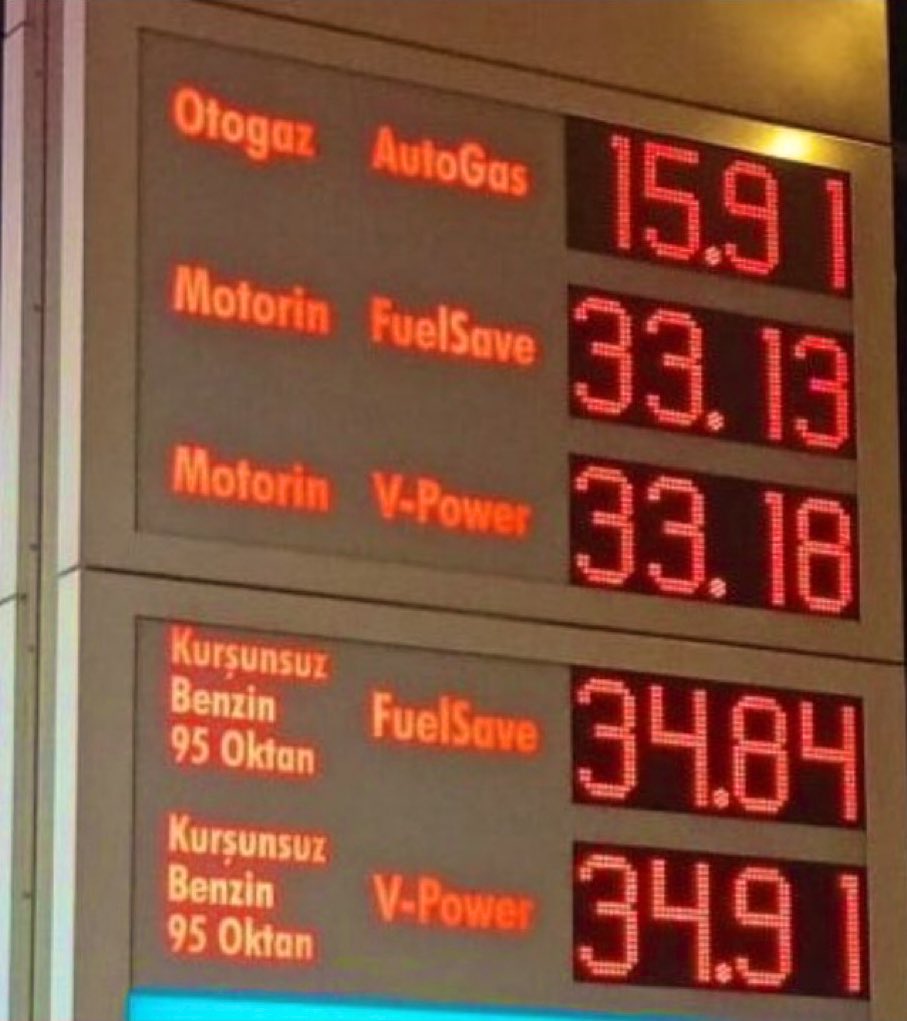 Otogaz AutoGas 15.91
Motorin FuelSave 33.13
Motorin V-Power 33.18
Kurşunsuz
Benzin
95 Oktan
FuelSave 34.84
Kurşunsuz
Benzin
95 Oktan
V-Power 34.91